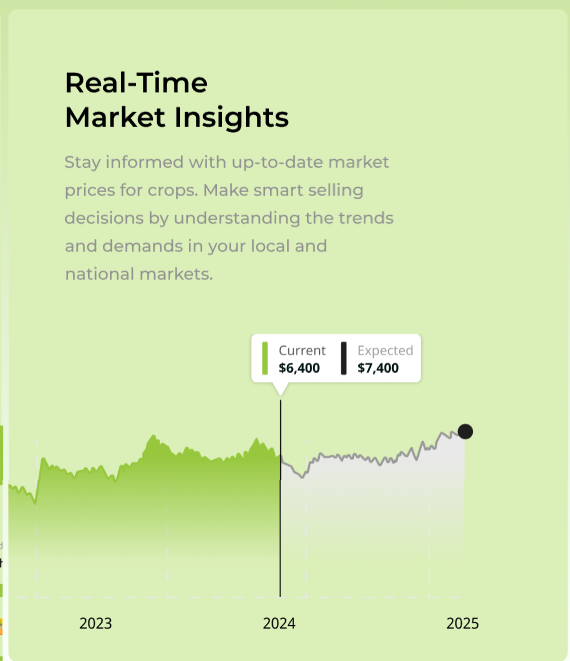 Real-Time
Market Insights
Stay informed with up-to-date market
prices for crops. Make smart selling
decisions by understanding the trends
and demands in your local and
national markets.
Current Expected
$6,400 $7,400
2023 2024 2025